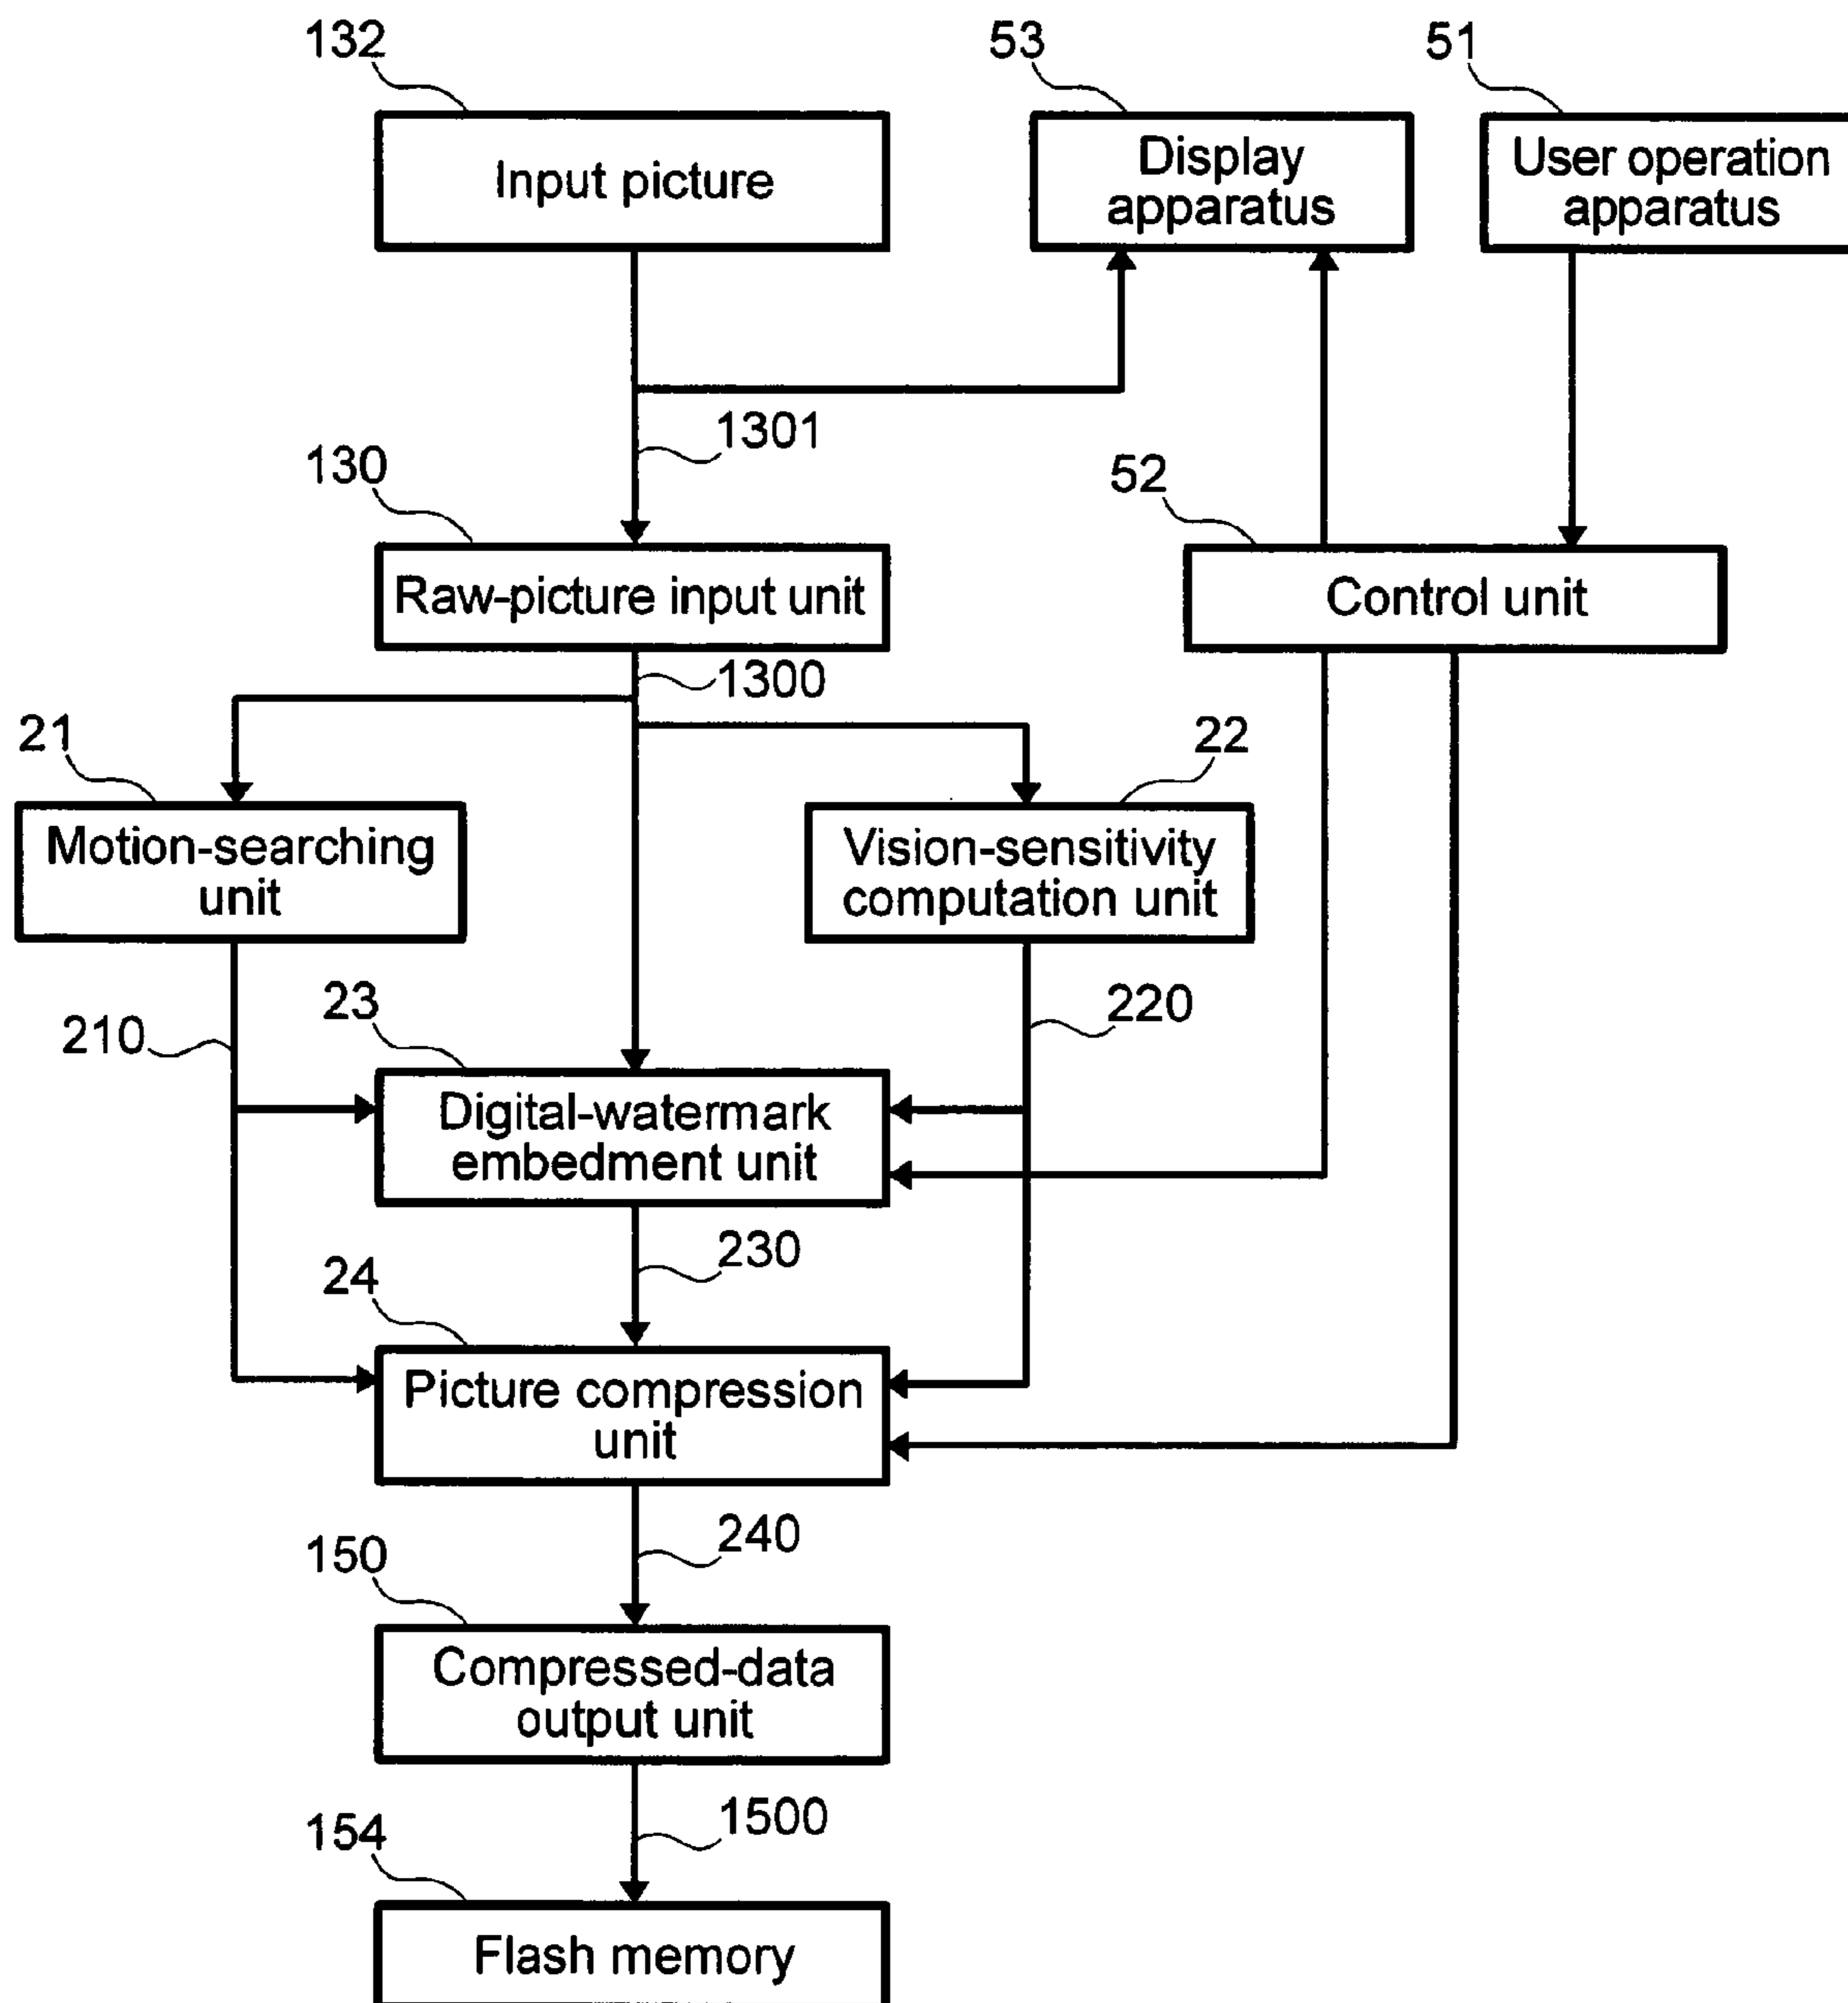 132
53
51
Input picture
Display
apparatus
User operation
apparatus
1301
130
52
Raw-picture input unit
Control unit
1300
21
22
Motion-searching
unit
Vision-sensitivity
computation unit
210
23
220
Digital-watermark
embedment unit
230
24
Picture compression
unit
240
150
Compressed-data
output unit
1500
154
Flash memory